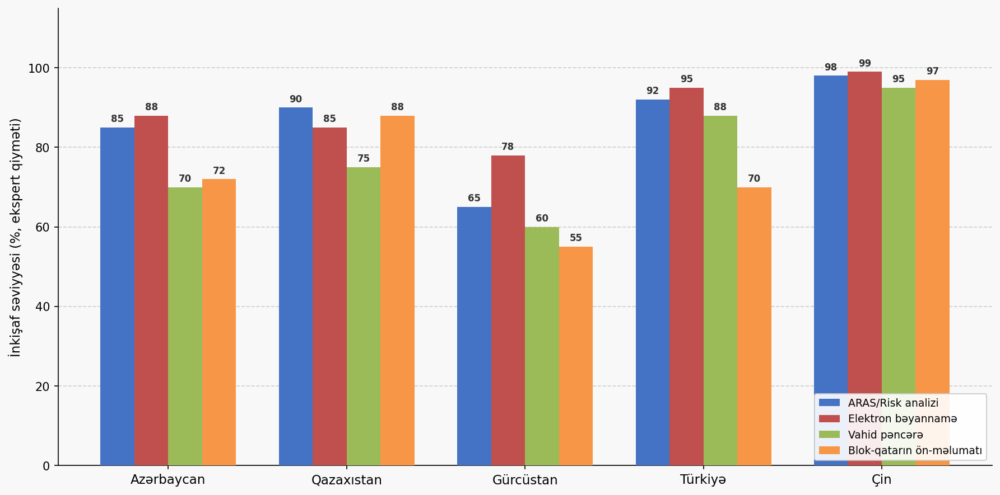 İnkişaf səviyyəsi (%, ekspert qiyməti)
100
80
60
40
20
0
85
88
70
72
90
85
75
88
65
78
60
55
92
95
88
70
98
99
95
97
Azərbaycan
Qazaxıstan
Gürcüstan
Türkiyə
Çin
ARAS/Risk analizi
Elektron bəyannamə
Vahid pəncərə
Blok-qatarın ön-məlumatı